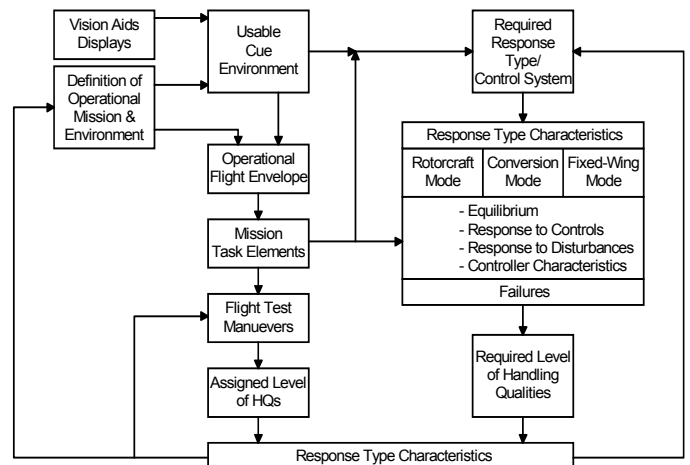 Vision Aids
Displays
Usable
Cue
Environment
Required
Response
Type/
Control System
Definition of
Operational
Mission &
Environment
Response Type Characteristics
Rotorcraft
Mode
Conversion
Mode
Fixed-Wing
Mode
Operational
Flight Envelope
- Equilibrium
- Response to Controls
- Response to Disturbances
- Controller Characteristics
Mission
Task Elements
Failures
Flight Test
Manuevers
Required Level
of Handling
Qualities
Assigned Level
of HQs
Response Type Characteristics